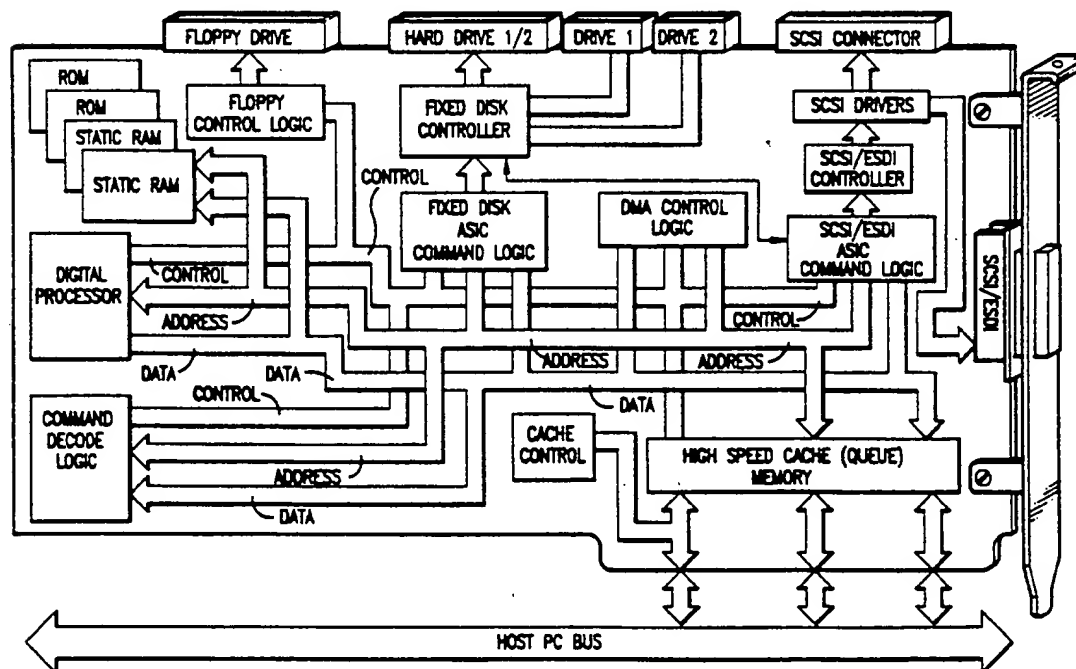 FLOPPY DRIVE
HARD DRIVE 1/2
DRIVE 1
DRIVE 2
SCSI CONNECTOR
ROM
ROM
STATIC RAM
STATIC RAM
FLOPPY
CONTROL LOGIC
FIXED DISK
CONTROLLER
SCSI DRIVERS
SCSI/ESDI
CONTROLLER
CONTROL
FIXED DISK
ASIC
COMMAND LOGIC
DMA CONTROL
LOGIC
SCSI/ESDI
ASIC
COMMAND LOGIC
SCSI/ESDI
DIGITAL
PROCESSOR
CONTROL
ADDRESS
CONTROL
ADDRESS
ADDRESS
DATA
DATA
CONTROL
DATA
COMMAND
DECODE
LOGIC
CACHE
CONTROL
HIGH SPEED CACHE (QUEUE)
MEMORY
ADDRESS
DATA
HOST PC BUS